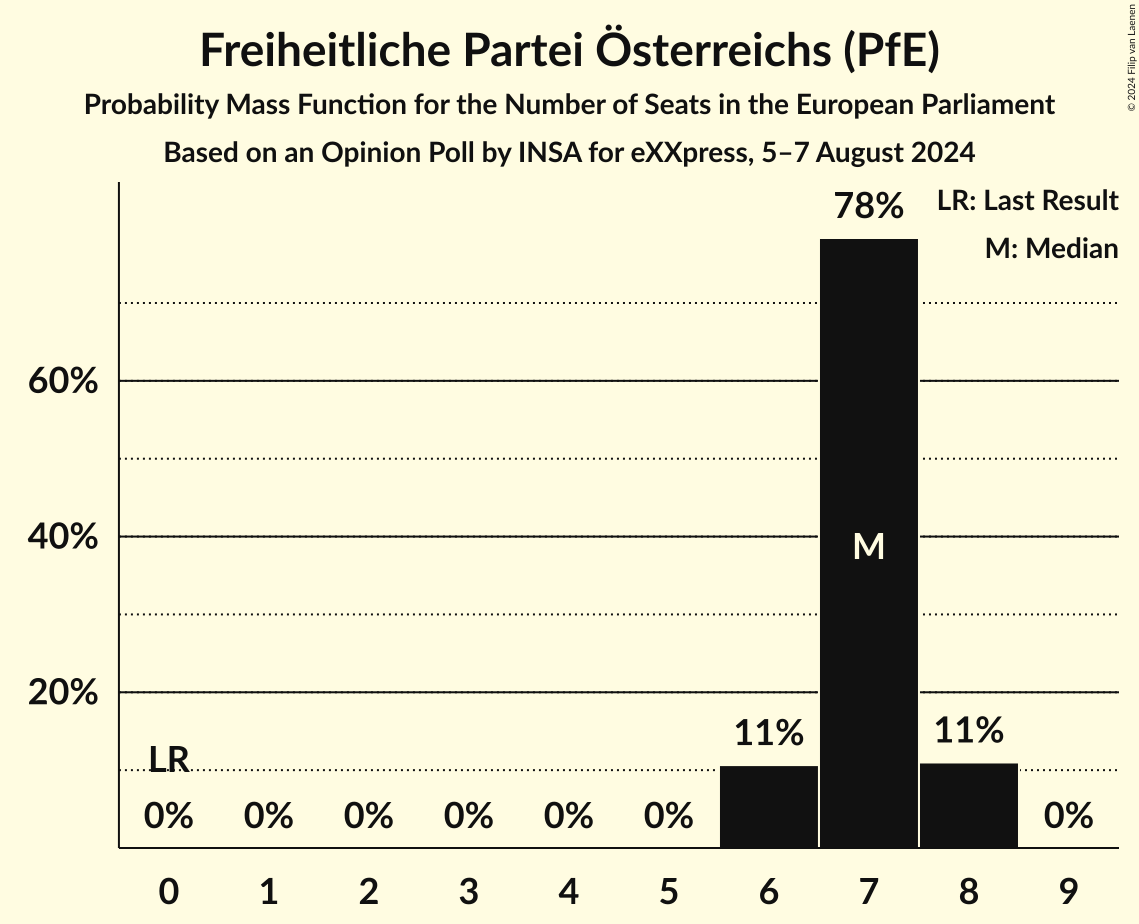 Freiheitliche Partei Österreichs (PfE)
Probability Mass Function for the Number of Seats in the European Parliament
Based on an Opinion Poll by INSA for eXXpress, 5–7 August 2024
© 2024 Filip van Laenen
LR: Last Result
M: Median
78%
60%
40%
20%
M
11%
11%
LR
0%
0%
0%
0%
0%
0%
0%
0 1 2 3 4 5 6 7 8 9